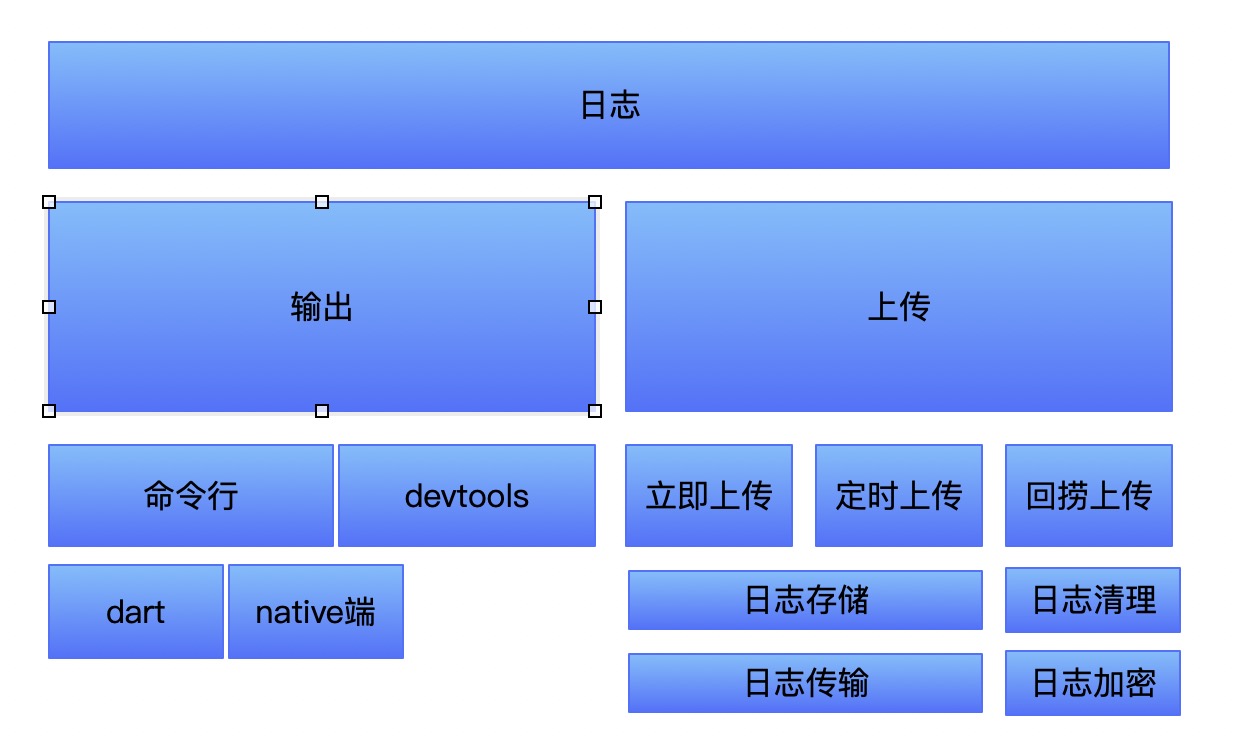 日志
输出
上传
命令行
devtools
立即上传
定时上传
回捞上传
dart
native端
日志存储
日志清理
日志传输
日志加密